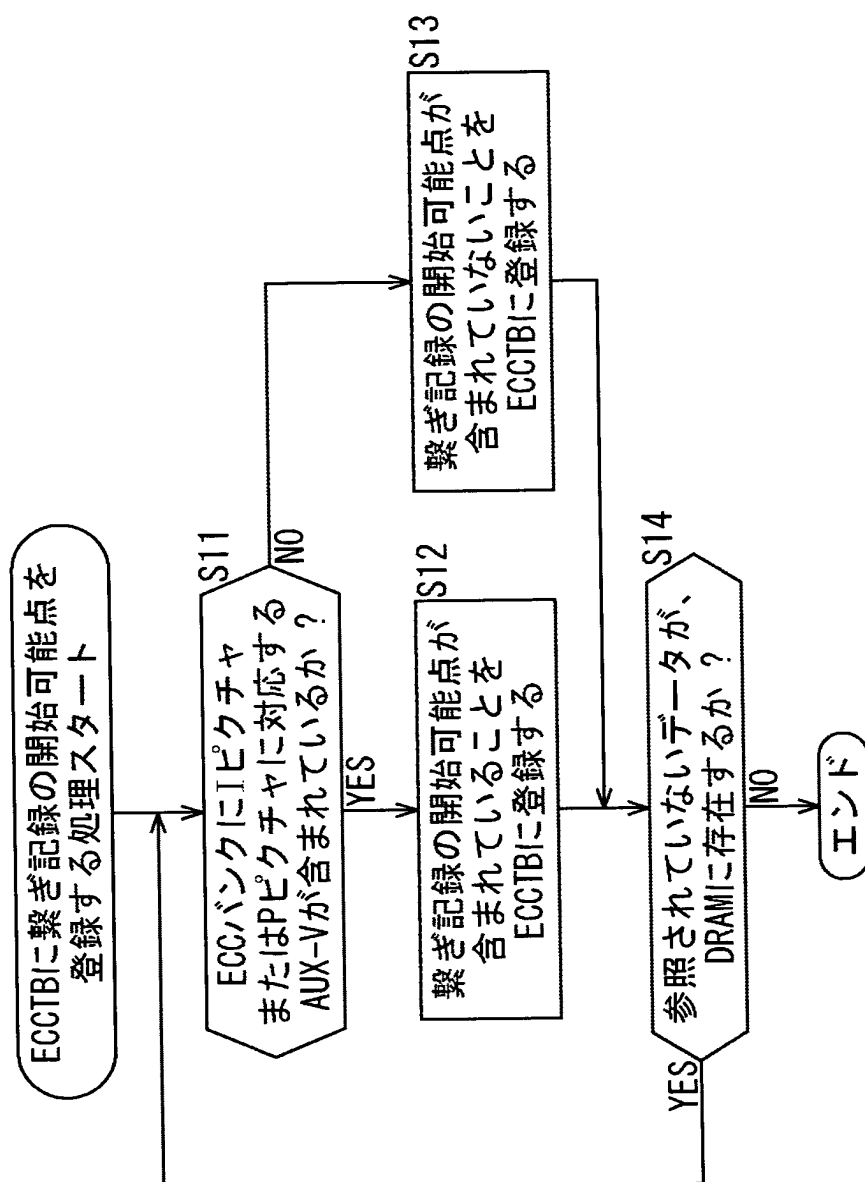 ECCTBに繋ぎ記録の開始可能点を
登録する処理スタート
S11
ECCバンクにIピクチャ
またはPピクチャに対応する
AUX-Vが含まれているか？
NO
YES
S12
繋ぎ記録の開始可能点が
含まれていることを
ECCTBに登録する
S13
繋ぎ記録の開始可能点が
含まれていないことを
ECCTBに登録する
S14
参照されていないデータが、
DRAMに存在するか？
YES
NO
エンド